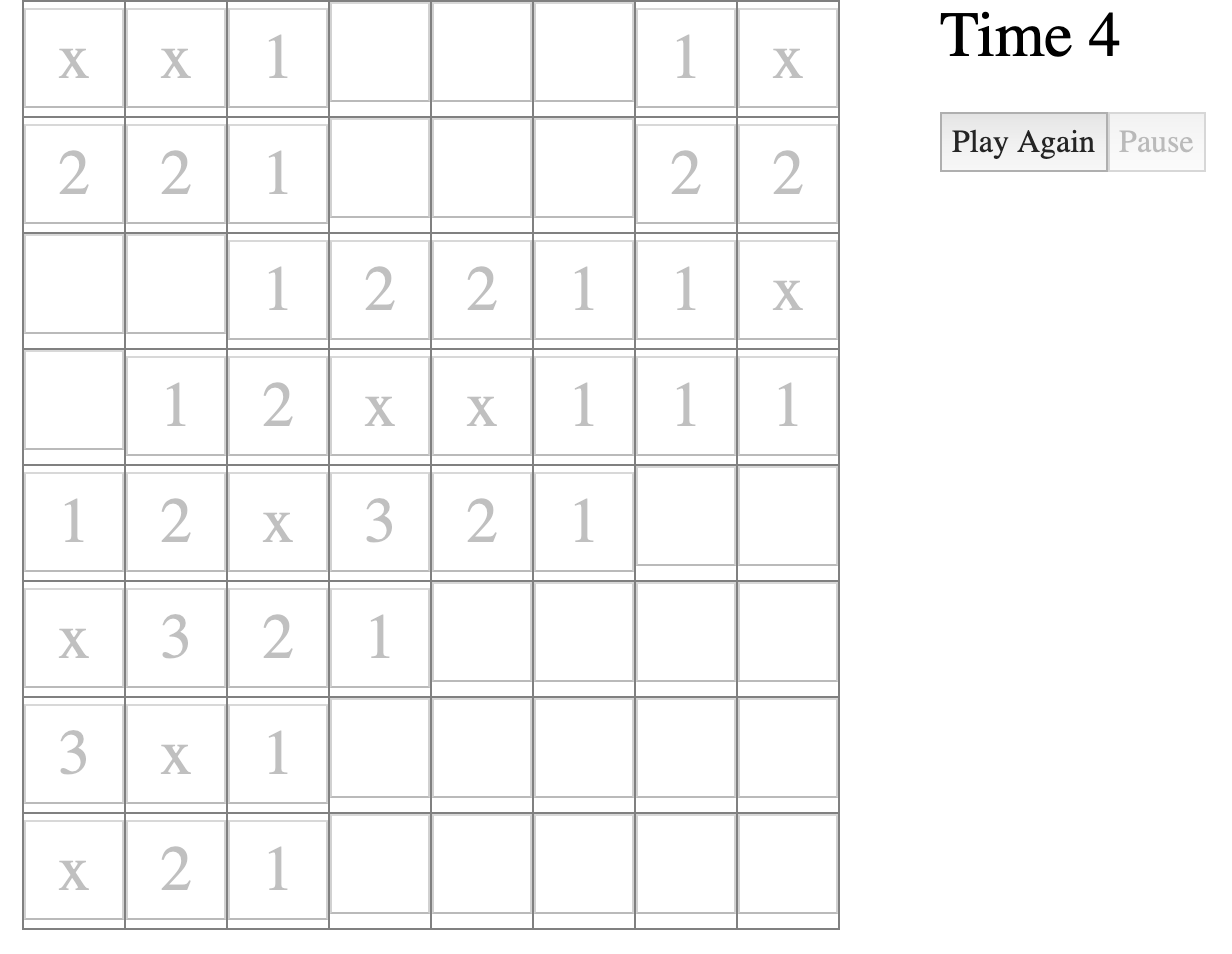 x x 1 1 x
2 2 1 2 2
1 2 2 1 1 x
1 2 x x 1 1 1
1 2 x 3 2 1
x 3 2 1
3 x 1
x 2 1
Time 4
Play Again Pause